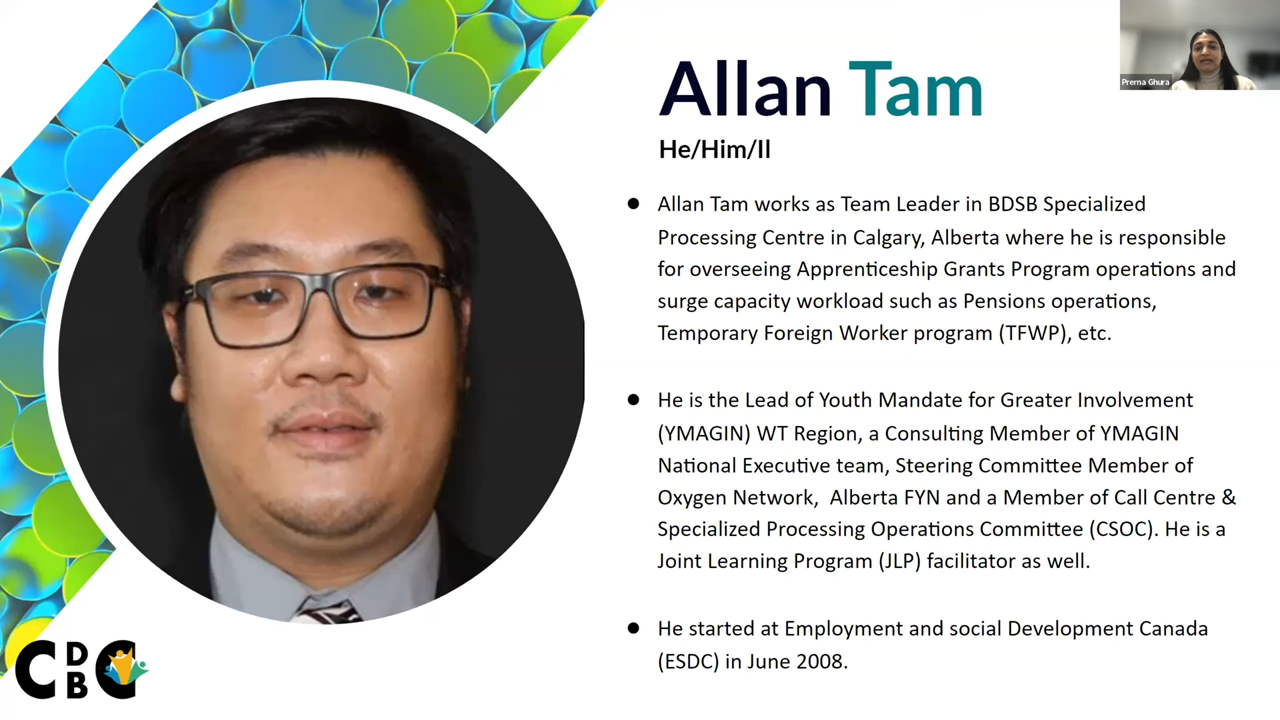 Allan Tam
Prerna Ghura
He/Him/Il
● Allan Tam works as Team Leader in BDSB Specialized
Processing Centre in Calgary, Alberta where he is responsible
for overseeing Apprenticeship Grants Program operations and
surge capacity workload such as Pensions operations,
Temporary Foreign Worker program (TFWP), etc.
● He is the Lead of Youth Mandate for Greater Involvement
(YMAGIN) WT Region, a Consulting Member of YMAGIN
National Executive team, Steering Committee Member of
Oxygen Network, Alberta FYN and a Member of Call Centre &
Specialized Processing Operations Committee (CSOC). He is a
Joint Learning Program (JLP) facilitator as well.
● He started at Employment and social Development Canada
(ESDC) in June 2008.
CDBC